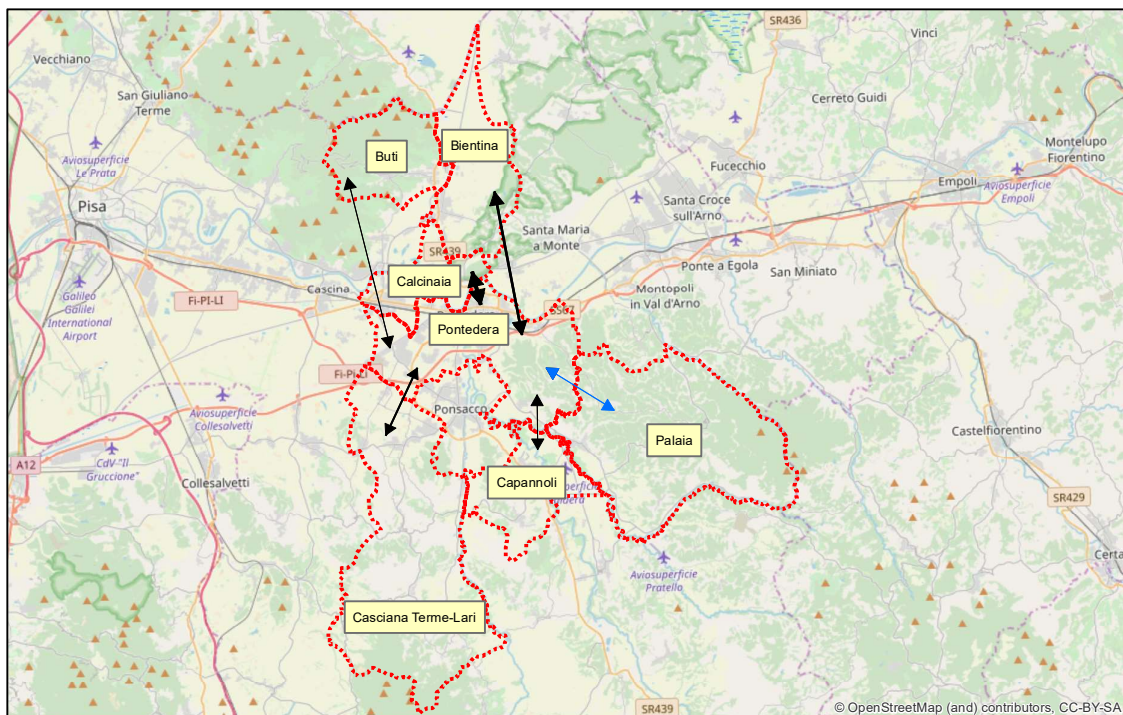 SR436
Vinci
Vecchiano
San Giuliano
Terme
Cerreto Guidi
Aviosuperficie
Le Prata
Buti
Bientina
Montelupo
Fiorentino
Fucecchio
Empoli
Aviosuperficie
Empoli
Pisa
Santa Croce
sull'Arno
Santa Maria
a Monte
SR439
Ponte a Egola
San Miniato
Calcinaia
Cascina
Montopoli
in Val d'Arno
Galileo
Galilei
International
Airport
Fi-PI-LI
Pontedera
Fi-PI-LI
Aviosuperficie
Collesalvetti
Ponsacco
Castelfiorentino
Palaia
A12
CdV-"Il
Gruccione"
Collesalvetti
Capannoli
SR429
Certa
Aviosuperficie
Pratello
Casciana Terme-Lari
SR439
© OpenStreetMap (and) contributors, CC-BY-SA